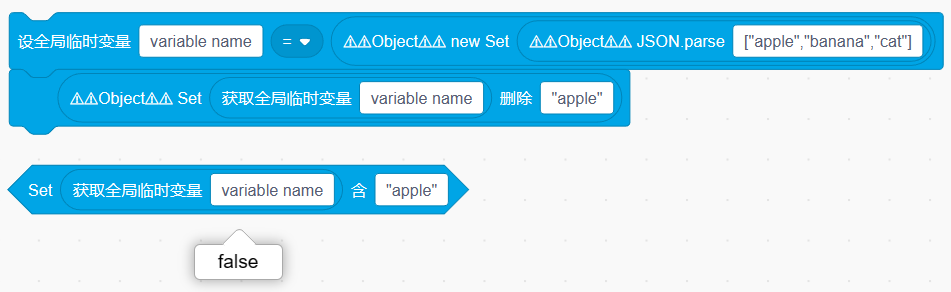 设全局临时变量 variable name = ⚠⚠Object⚠⚠ new Set ⚠⚠Object⚠⚠ JSON.parse ["apple","banana","cat"]
⚠⚠Object⚠⚠ Set 获取全局临时变量 variable name 删除 "apple"
Set 获取全局临时变量 variable name 含 "apple"
false